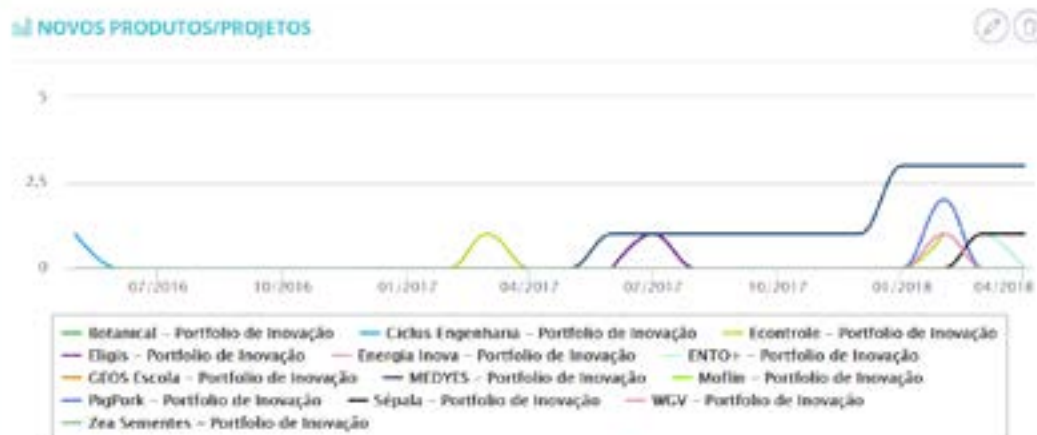 NOVOS PRODUTOS/PROJETOS
5
2,5
0
07/2016 10/2016 01/2017 04/2017 07/2017 10/2017 01/2018 04/2018
Botanical – Portfolio de Inovação Ciclus Engenharia – Portfolio de Inovação Econtrole – Portfolio de Inovação
Eligis – Portfolio de Inovação Energia Inova – Portfolio de Inovação ENTO+ – Portfolio de Inovação
GEOS Escola – Portfolio de Inovação MEDYES – Portfolio de Inovação Moflin – Portfolio de Inovação
PigPork – Portfolio de Inovação Sépala – Portfolio de Inovação WGV – Portfolio de Inovação
Zea Sementes – Portfolio de Inovação